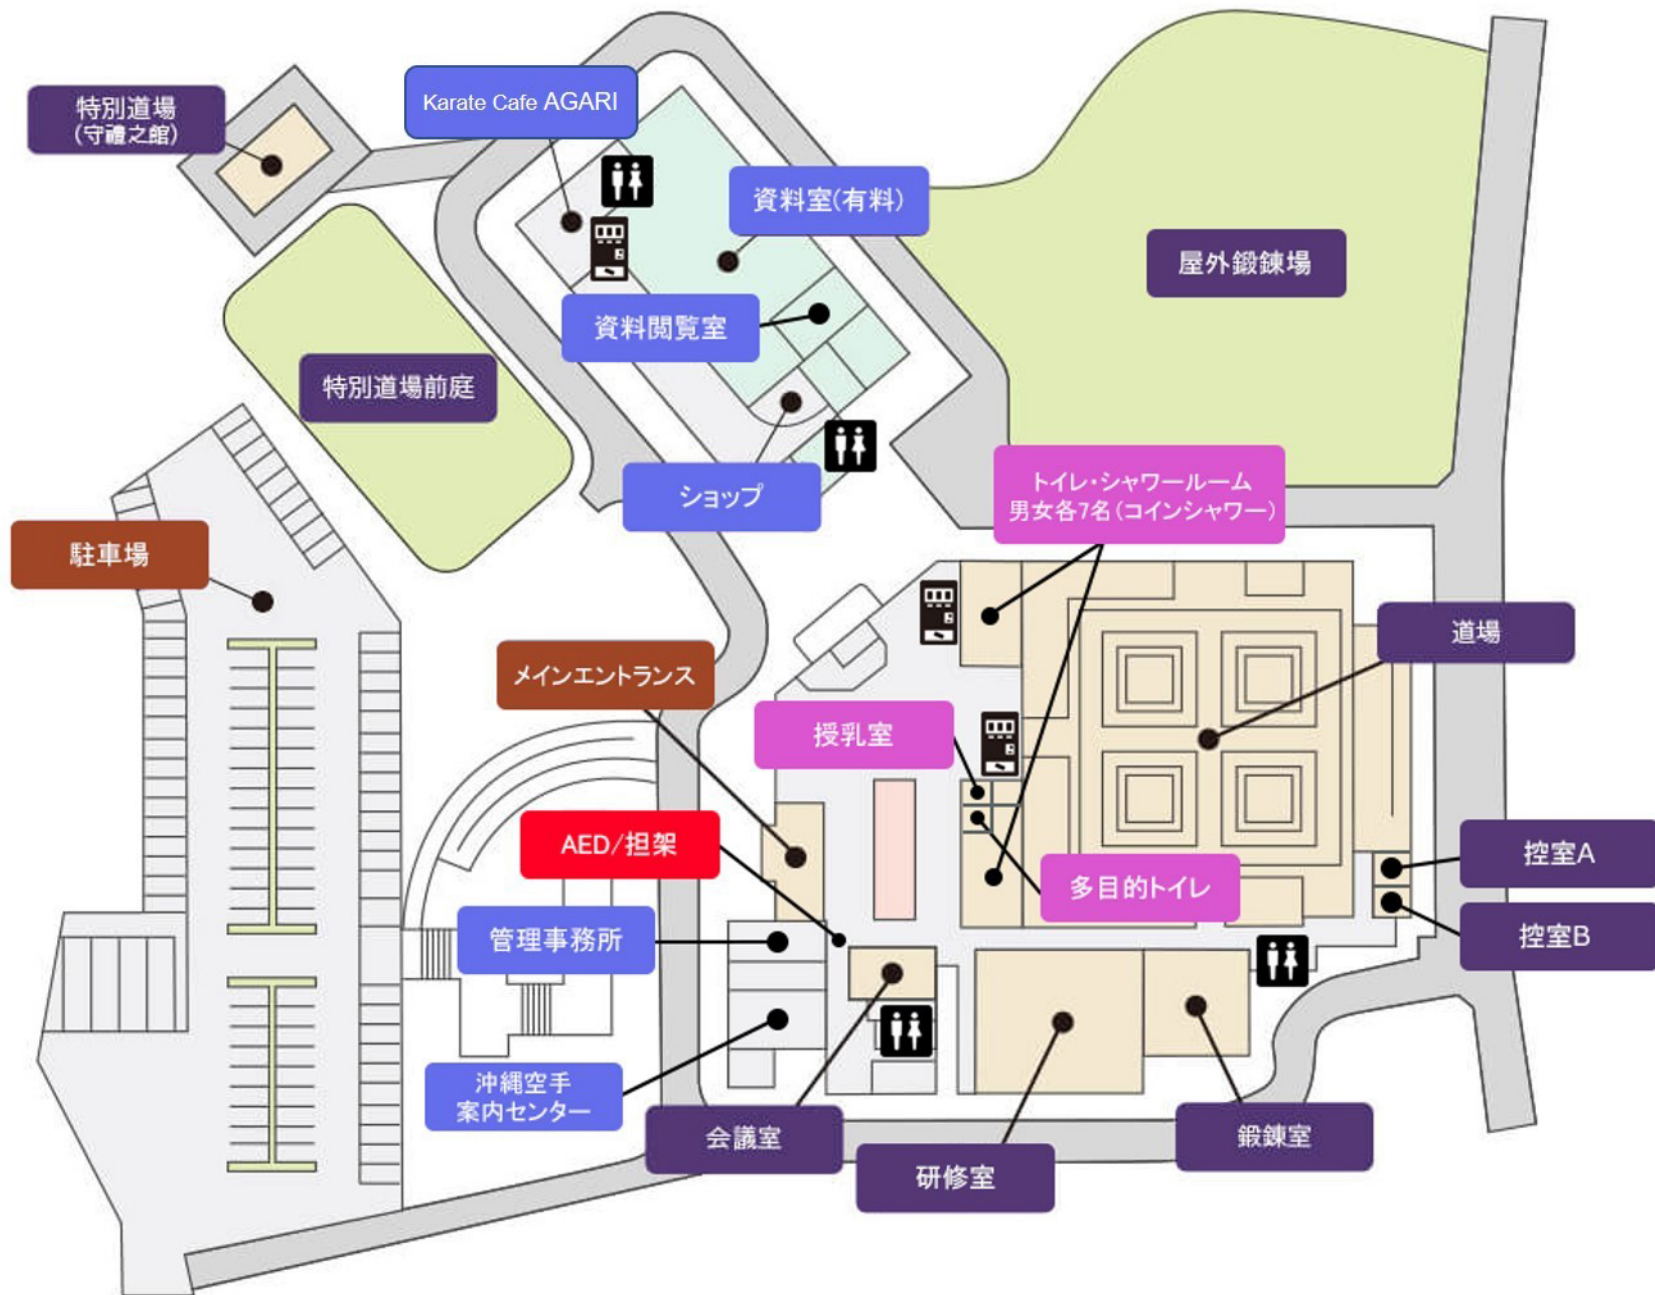 特別道場
(守禮之館)
Karate Cafe AGARI
資料室(有料)
屋外鍛錬場
資料閲覧室
特別道場前庭
ショップ
トイレ・シャワールーム
男女各7名(コインシャワー)
駐車場
道場
メインエントランス
授乳室
AED/担架
控室A
多目的トイレ
管理事務所
控室B
沖縄空手
案内センター
会議室
鍛錬室
研修室